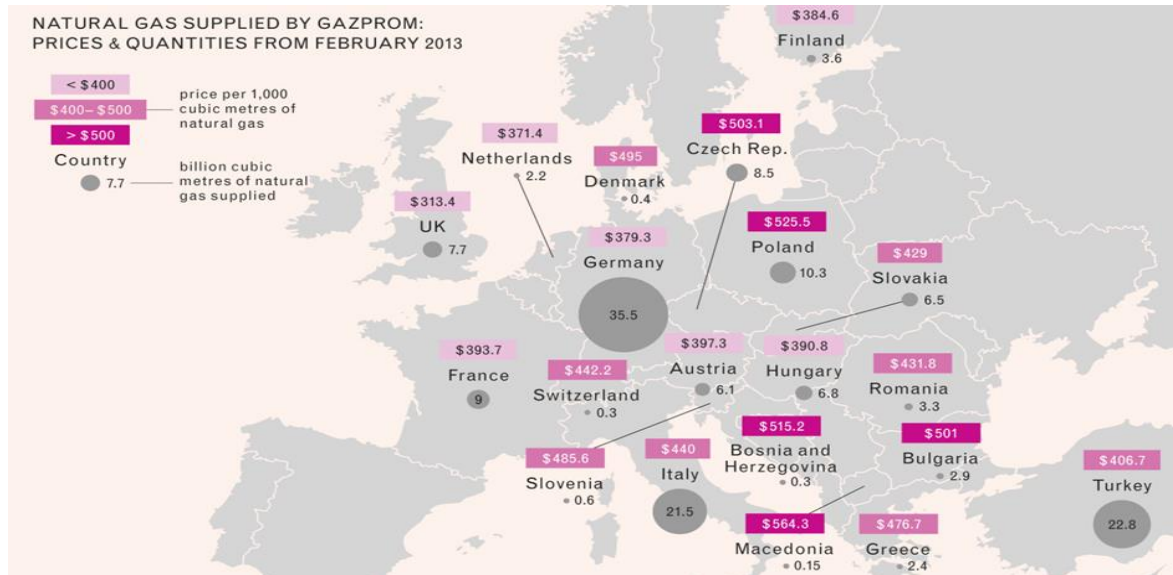 NATURAL GAS SUPPLIED BY GAZPROM:
PRICES & QUANTITIES FROM FEBRUARY 2013
< $400
$400–$500
> $500
price per 1,000
cubic metres of
natural gas
Country
7.7
billion cubic
metres of natural
gas supplied
$384.6
Finland
3.6
$371.4
Netherlands
2.2
$495
Denmark
0.4
$503.1
Czech Rep.
8.5
$313.4
UK
7.7
$379.3
Germany
35.5
$525.5
Poland
10.3
$429
Slovakia
6.5
$393.7
France
9
$442.2
Switzerland
0.3
$397.3
Austria
6.1
$390.8
Hungary
6.8
$431.8
Romania
3.3
$485.6
Slovenia
0.6
$440
Italy
21.5
$515.2
Bosnia and
Herzegovina
0.3
$501
Bulgaria
2.9
$406.7
Turkey
22.8
$564.3
Macedonia
0.15
$476.7
Greece
2.4